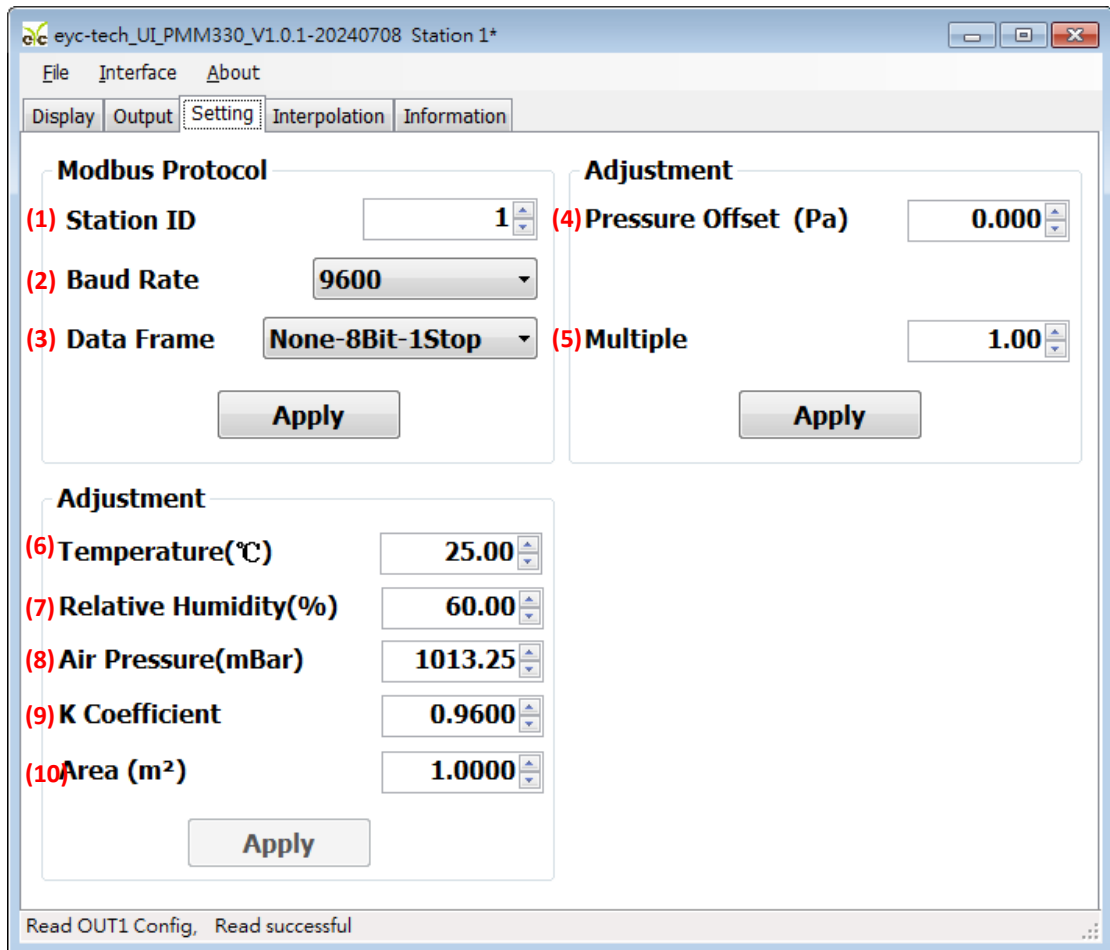 eyc-tech_UI_PMM330_V1.0.1-20240708 Station 1*
File Interface About
Display Output Setting Interpolation Information
Modbus Protocol
(1) Station ID 1
(2) Baud Rate 9600
(3) Data Frame None-8Bit-1Stop
Apply
Adjustment
(4) Pressure Offset (Pa) 0.000
(5) Multiple 1.00
Apply
Adjustment
(6) Temperature(℃) 25.00
(7) Relative Humidity(%) 60.00
(8) Air Pressure(mBar) 1013.25
(9) K Coefficient 0.9600
(10) Area (m²) 1.0000
Apply
Read OUT1 Config, Read successful